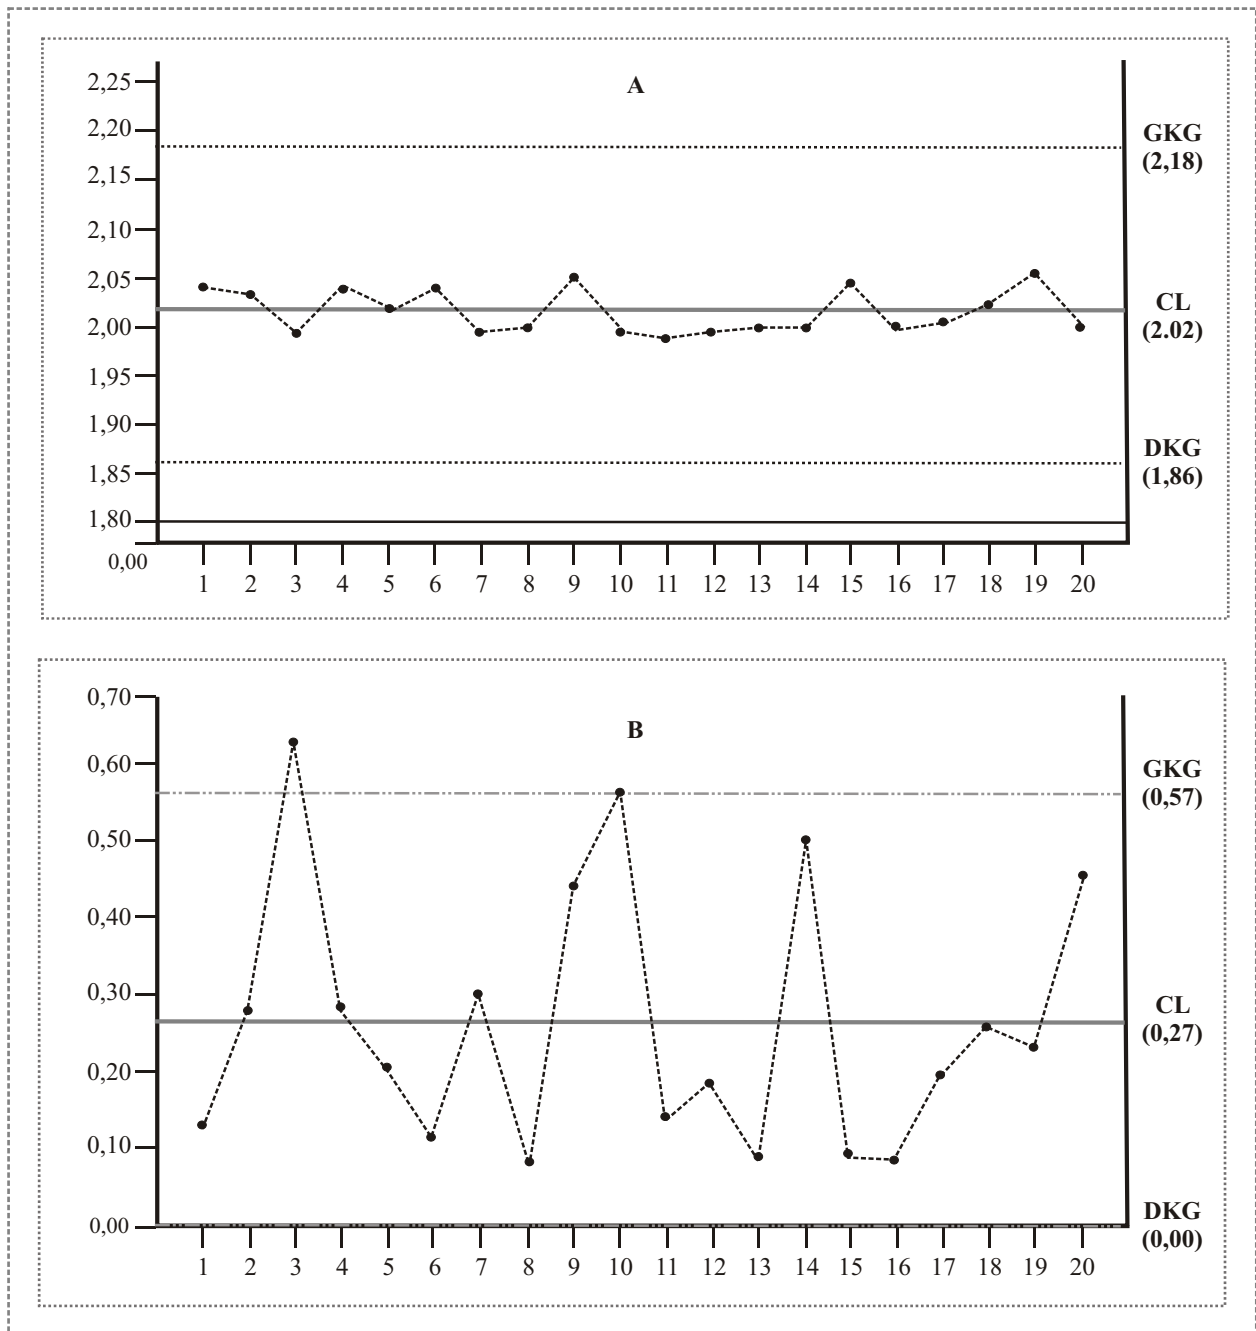 A
2,25
2,20
2,15
2,10
2,05
2,00
1,95
1,90
1,85
1,80
0,00
GKG
(2,18)
CL
(2.02)
DKG
(1,86)
1 2 3 4 5 6 7 8 9 10 11 12 13 14 15 16 17 18 19 20
B
0,70
0,60
0,50
0,40
0,30
0,20
0,10
0,00
GKG
(0,57)
CL
(0,27)
DKG
(0,00)
1 2 3 4 5 6 7 8 9 10 11 12 13 14 15 16 17 18 19 20